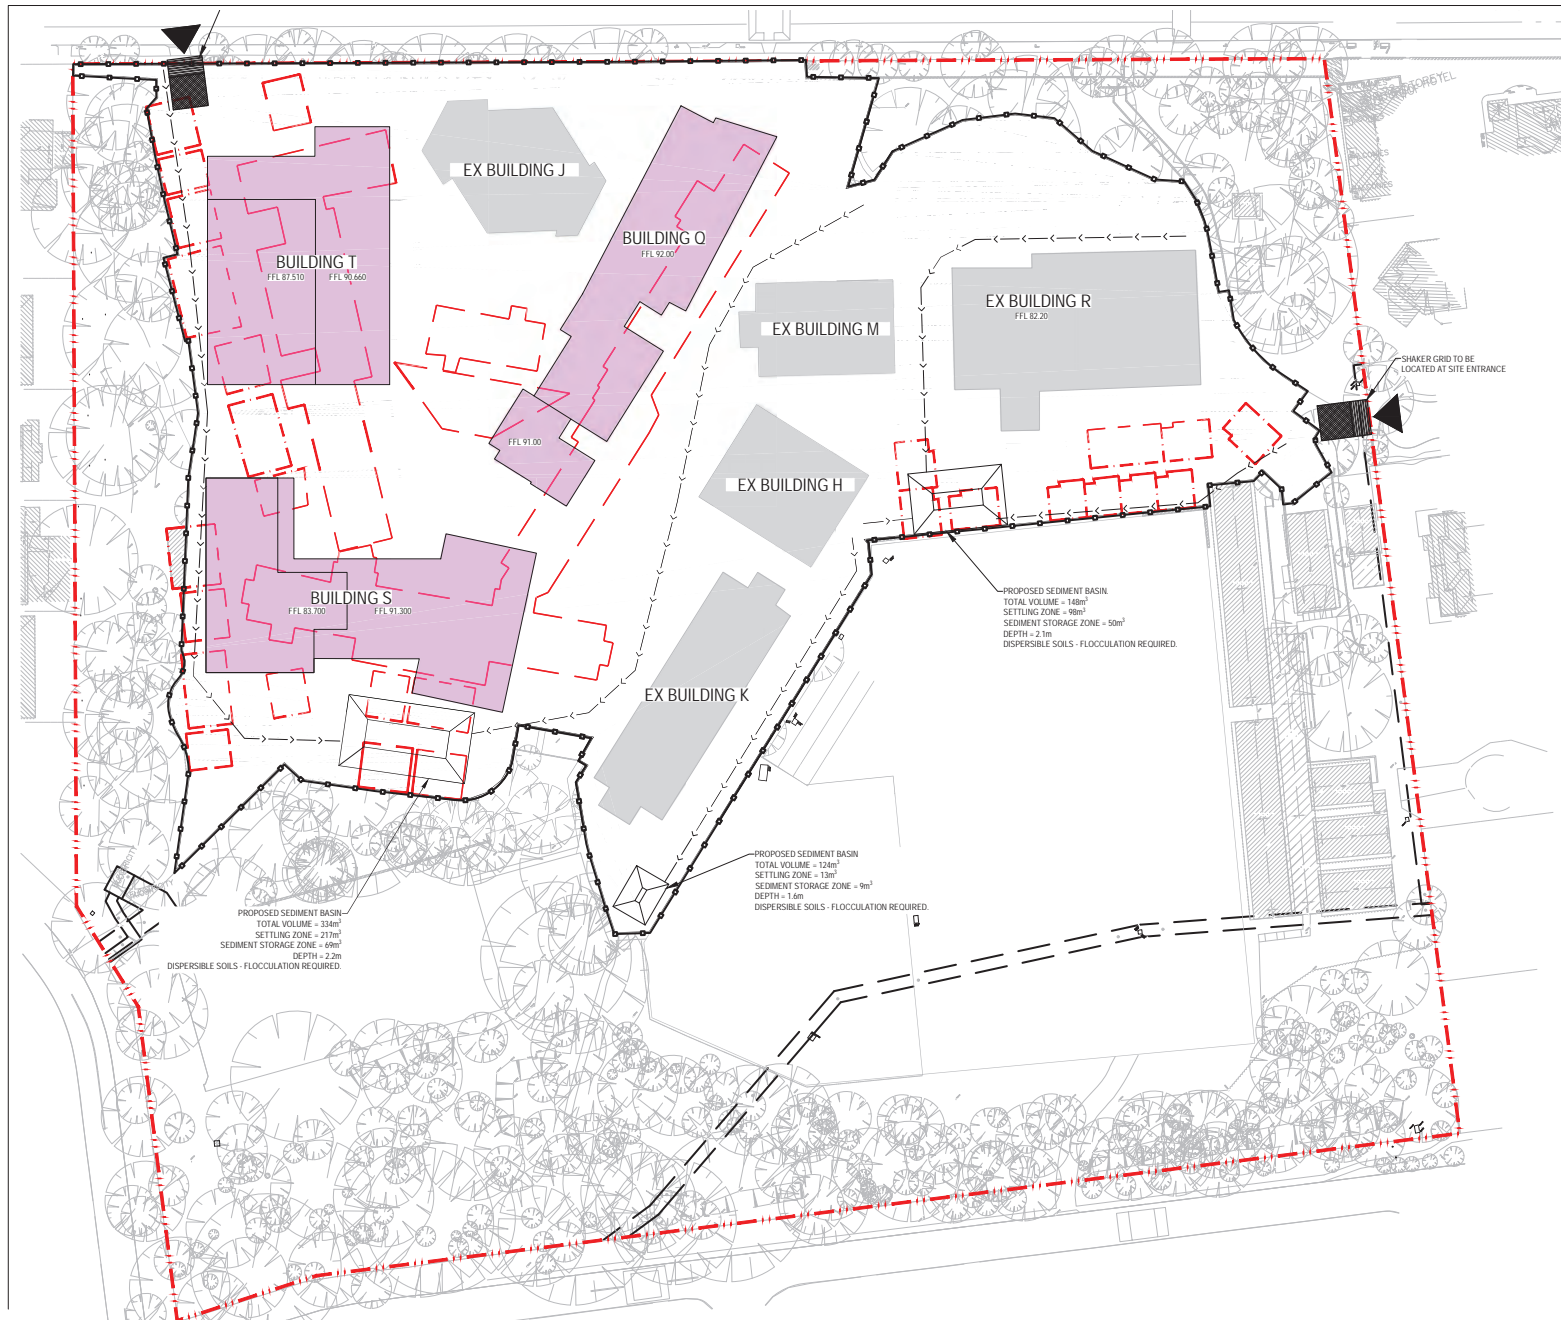 EX BUILDING J
BUILDING Q
FFL 92.00
BUILDING T
FFL 87.510
FFL 90.660
EX BUILDING R
FFL 82.20
EX BUILDING M
SHAKER GRID TO BE
LOCATED AT SITE ENTRANCE
FFL 91.00
EX BUILDING H
BUILDING S
FFL 83.700
FFL 91.300
PROPOSED SEDIMENT BASIN.
TOTAL VOLUME = 148m³
SETTLING ZONE = 98m³
SEDIMENT STORAGE ZONE = 50m³
DEPTH = 2.1m
DISPERSIBLE SOILS - FLOCCULATION REQUIRED.
EX BUILDING K
PROPOSED SEDIMENT BASIN
TOTAL VOLUME = 124m³
SETTLING ZONE = 13m³
SEDIMENT STORAGE ZONE = 9m³
DEPTH = 1.6m
DISPERSIBLE SOILS - FLOCCULATION REQUIRED.
PROPOSED SEDIMENT BASIN
TOTAL VOLUME = 334m³
SETTLING ZONE = 217m³
SEDIMENT STORAGE ZONE = 69m³
DEPTH = 2.2m
DISPERSIBLE SOILS - FLOCCULATION REQUIRED.